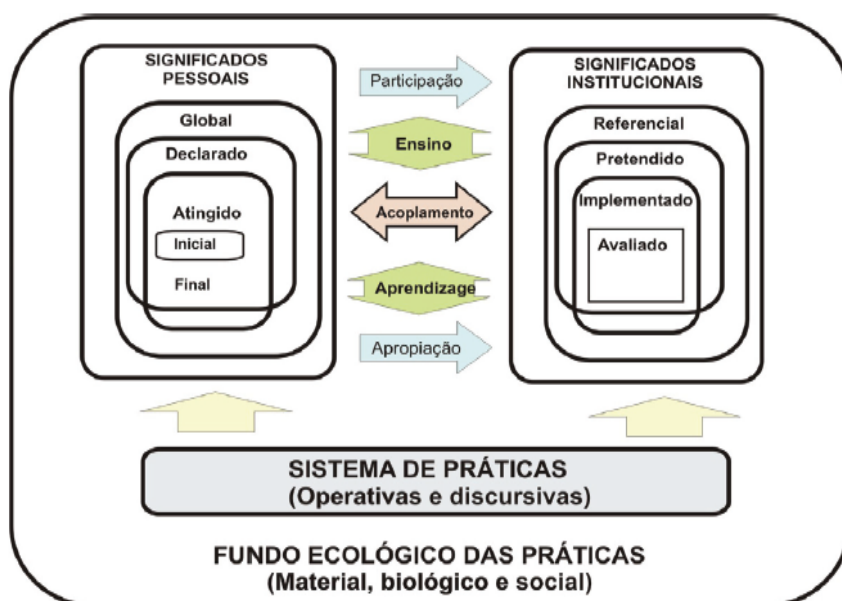 SIGNIFICADOS
PESSOAIS
Global
Declarado
Atingido
Inicial
Final
Participação
Ensino
Acoplamento
Aprendizage
Apropiação
SIGNIFICADOS
INSTITUCIONAIS
Referencial
Pretendido
Implementado
Avaliado
SISTEMA DE PRÁTICAS
(Operativas e discursivas)
FUNDO ECOLÓGICO DAS PRÁTICAS
(Material, biológico e social)